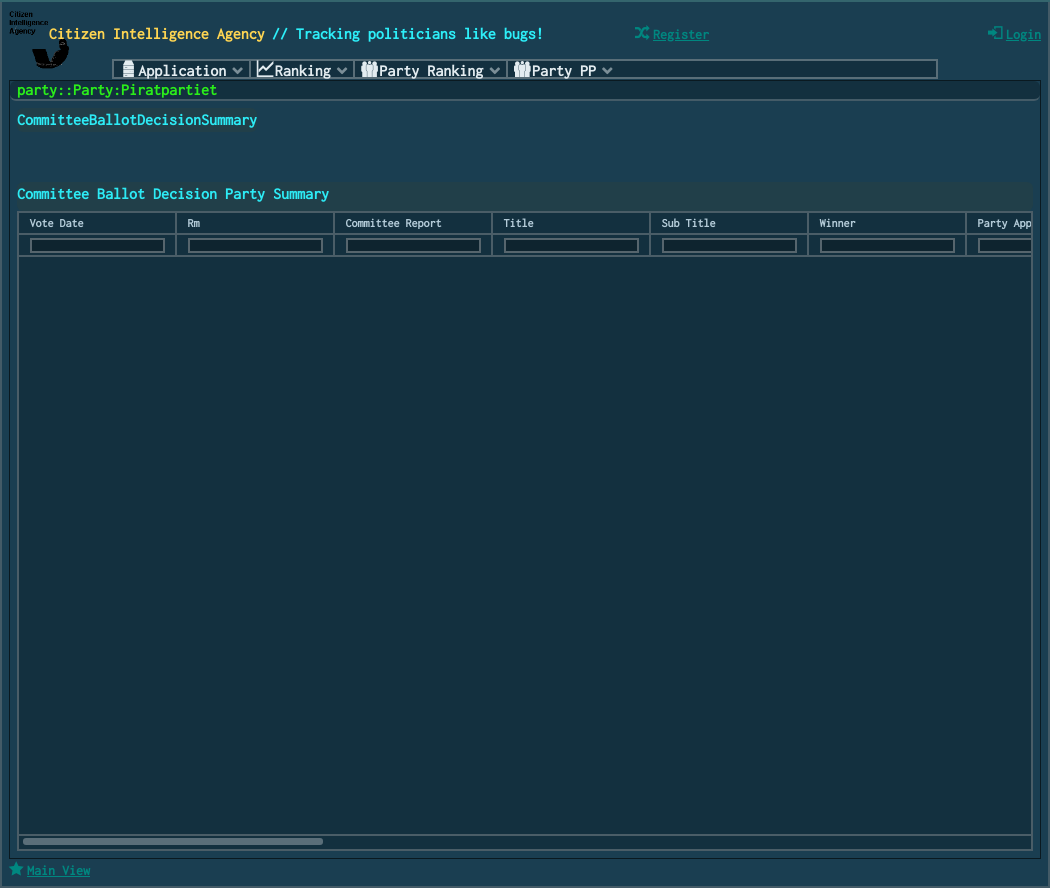 Citizen
Intelligence
Agency
Citizen Intelligence Agency // Tracking politicians like bugs!
Register
Login
Application Ranking Party Ranking Party PP
party::Party:Piratpartiet
CommitteeBallotDecisionSummary
Committee Ballot Decision Party Summary
Vote Date Rm Committee Report Title Sub Title Winner Party App
Main View